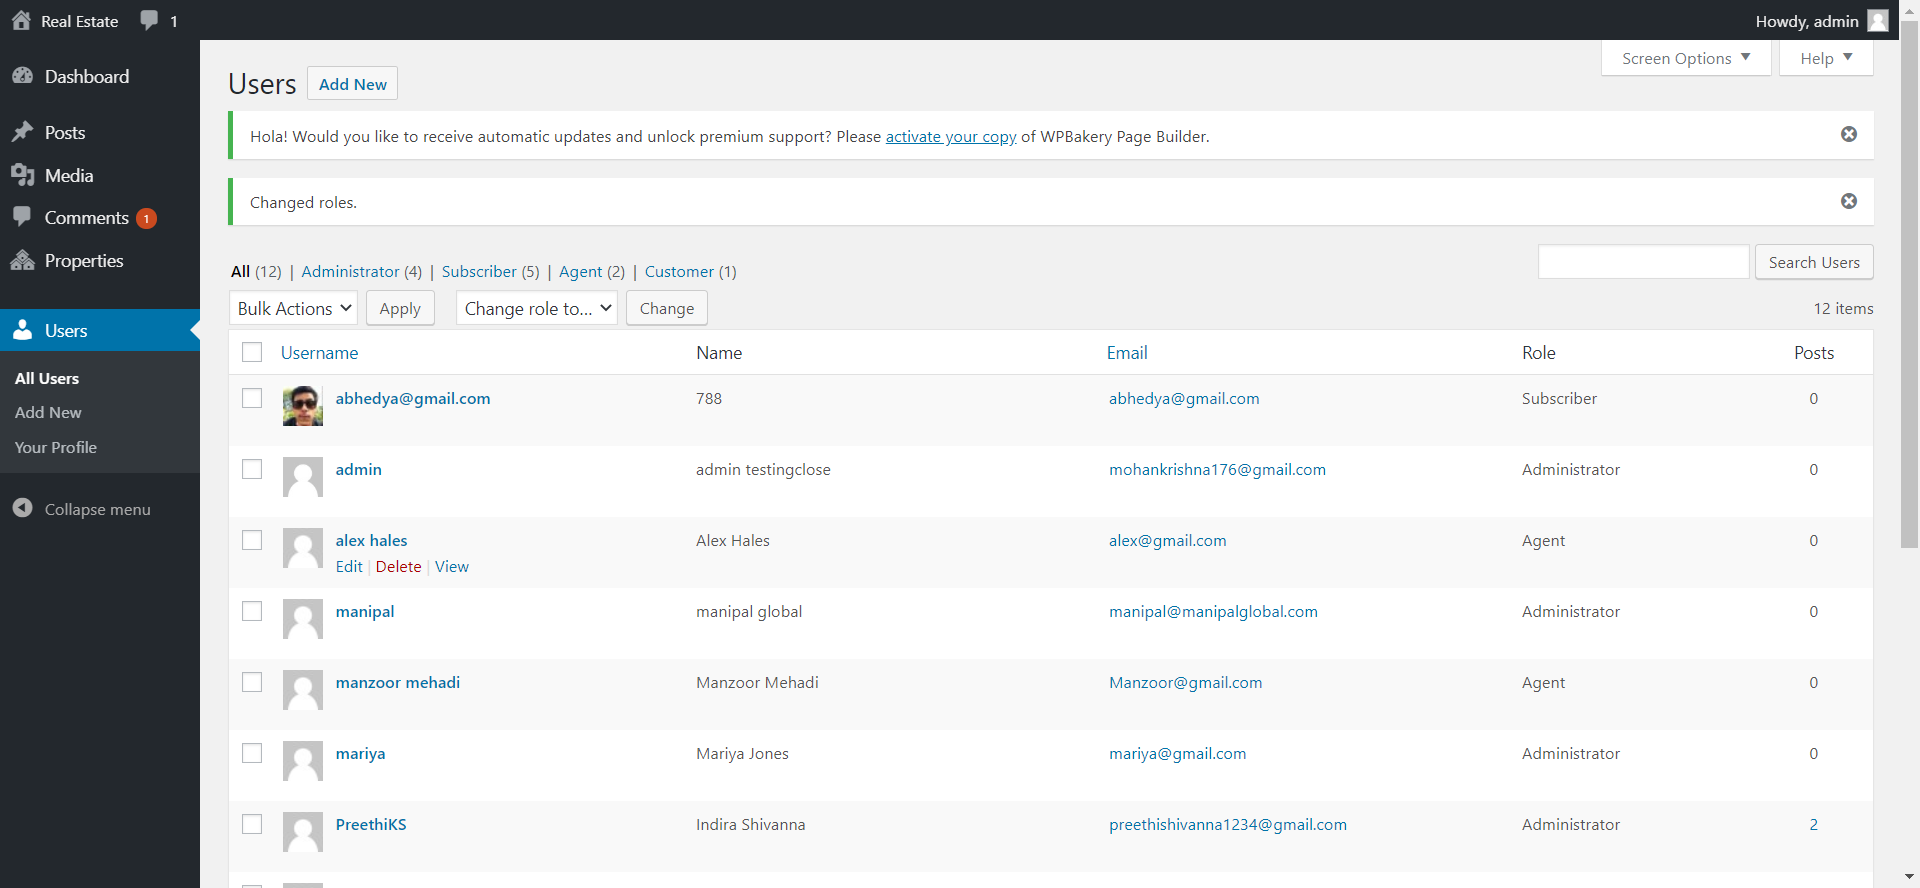 Real Estate 1 Howdy, admin
Screen Options Help
Dashboard
Posts
Media
Comments 1
Properties
Users
All Users
Add New
Your Profile
Collapse menu
Users Add New
Hola! Would you like to receive automatic updates and unlock premium support? Please activate your copy of WPBakery Page Builder.
Changed roles.
All (12) | Administrator (4) | Subscriber (5) | Agent (2) | Customer (1)
Search Users
Bulk Actions Apply Change role to... Change 12 items
Username Name Email Role Posts
abhedya@gmail.com 788 abhedya@gmail.com Subscriber 0
admin admin testingclose mohankrishna176@gmail.com Administrator 0
alex hales Alex Hales alex@gmail.com Agent 0
Edit | Delete | View
manipal manipal global manipal@manipalglobal.com Administrator 0
manzoor mehadi Manzoor Mehadi Manzoor@gmail.com Agent 0
mariya Mariya Jones mariya@gmail.com Administrator 0
PreethiKS Indira Shivanna preethishivanna1234@gmail.com Administrator 2